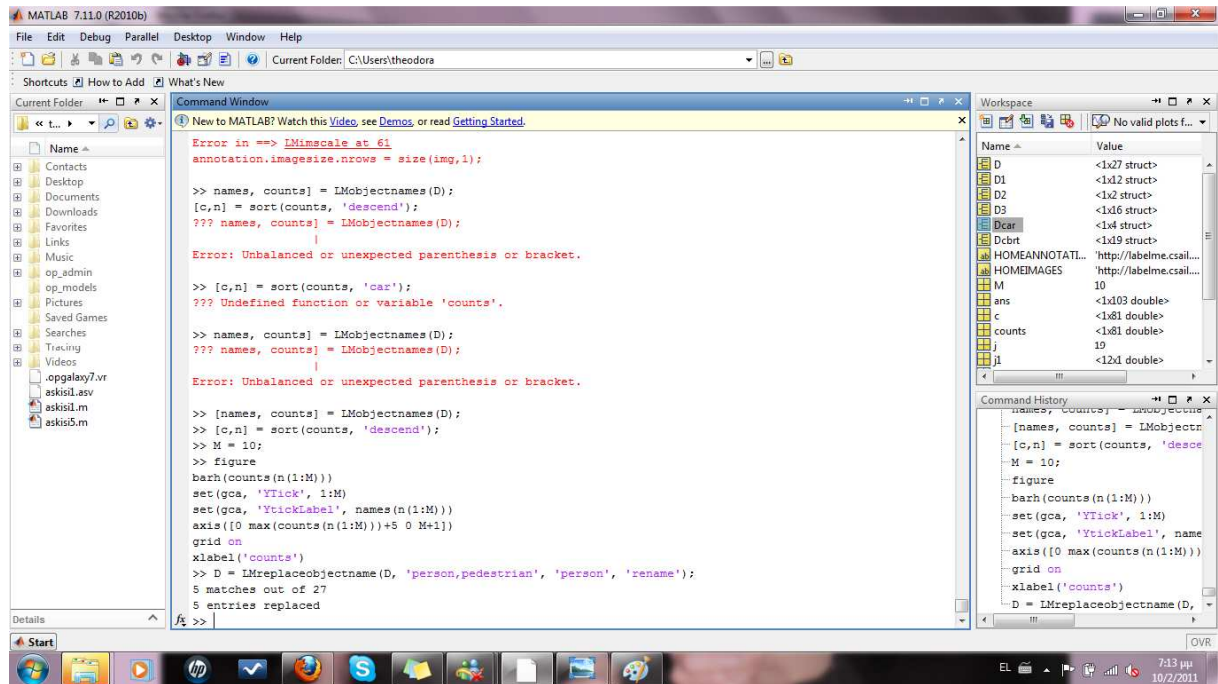 MATLAB 7.11.0 (R2010b)
File Edit Debug Parallel Desktop Window Help
Current Folder: C:\Users\theodora
Shortcuts How to Add What's New
Current Folder
« t...
Name
Contacts
Desktop
Documents
Downloads
Favorites
Links
Music
op_admin
op_models
Pictures
Saved Games
Searches
Tracing
Videos
.opgalaxy7.vr
askisi1.asv
askisi1.m
askisi5.m
Details
Command Window
New to MATLAB? Watch this Video, see Demos, or read Getting Started.
Error in ==> LMimscale at 61
annotation.imagesize.nrows = size(img,1);
>> names, counts] = LMobjectnames(D);
[c,n] = sort(counts, 'descend');
??? names, counts] = LMobjectnames(D);
|
Error: Unbalanced or unexpected parenthesis or bracket.
>> [c,n] = sort(counts, 'car');
??? Undefined function or variable 'counts'.
>> names, counts] = LMobjectnames(D);
??? names, counts] = LMobjectnames(D);
|
Error: Unbalanced or unexpected parenthesis or bracket.
>> [names, counts] = LMobjectnames(D);
>> [c,n] = sort(counts, 'descend');
>> M = 10;
>> figure
barh(counts(n(1:M)))
set(gca, 'YTick', 1:M)
set(gca, 'YtickLabel', names(n(1:M)))
axis([0 max(counts(n(1:M)))+5 0 M+1])
grid on
xlabel('counts')
>> D = LMreplaceobjectname(D, 'person,pedestrian', 'person', 'rename');
5 matches out of 27
5 entries replaced
fx >>
Workspace
No valid plots f...
Name Value
D <1x27 struct>
D1 <1x12 struct>
D2 <1x2 struct>
D3 <1x16 struct>
Dcar <1x4 struct>
Dcbrt <1x19 struct>
HOMEANNOTATI... 'http://labelme.csail....
HOMEIMAGES 'http://labelme.csail....
M 10
ans <1x103 double>
c <1x81 double>
counts <1x81 double>
j 19
j1 <12x1 double>
Command History
names, counts] = LMobjectna
[names, counts] = LMobjectn
[c,n] = sort(counts, 'desce
M = 10;
figure
barh(counts(n(1:M)))
set(gca, 'YTick', 1:M)
set(gca, 'YtickLabel', name
axis([0 max(counts(n(1:M)))
grid on
xlabel('counts')
D = LMreplaceobjectname(D,
Start
OVR
hp
S
EL
7:13 μμ
10/2/2011